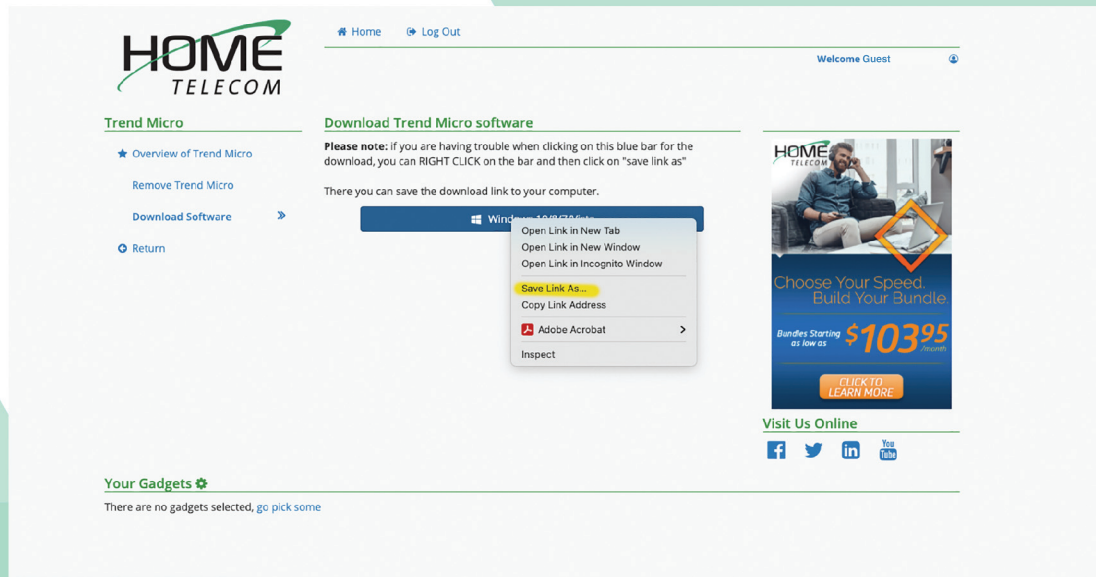 HOME
TELECOM
Home
Log Out
Welcome Guest
Trend Micro
Overview of Trend Micro
Remove Trend Micro
Download Software
Return
Download Trend Micro software
Please note: if you are having trouble when clicking on this blue bar for the
download, you can RIGHT CLICK on the bar and then click on "save link as"
There you can save the download link to your computer.
Windows 10/8/7/Vista
Open Link in New Tab
Open Link in New Window
Open Link in Incognito Window
Save Link As...
Copy Link Address
Adobe Acrobat
Inspect
HOME
TELECOM
Choose Your Speed.
Build Your Bundle.
Bundles Starting
as low as
$10395
/month
CLICK TO
LEARN MORE
Visit Us Online
You
Tube
Your Gadgets
There are no gadgets selected, go pick some